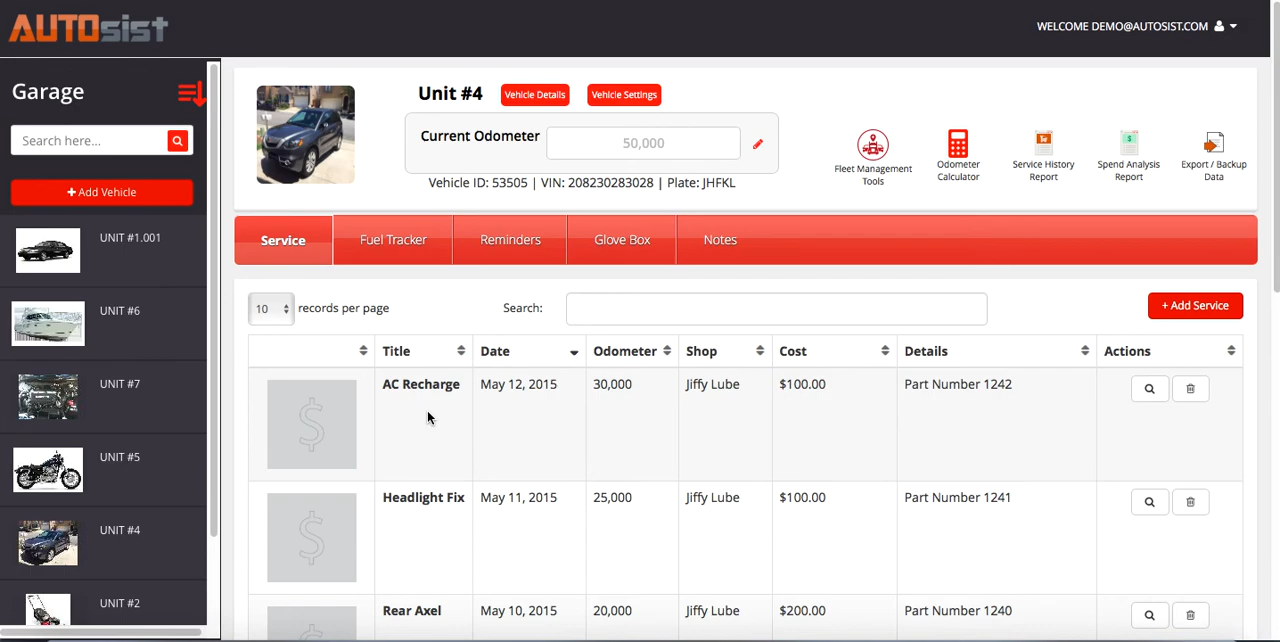 AUTOsist
WELCOME DEMO@AUTOSIST.COM
Garage
Search here...
+ Add Vehicle
UNIT #1.001
UNIT #6
UNIT #7
UNIT #5
UNIT #4
UNIT #2
Unit #4 Vehicle Details Vehicle Settings
Current Odometer 50,000
Vehicle ID: 53505 | VIN: 208230283028 | Plate: JHFKL
Fleet Management
Tools
Odometer
Calculator
Service History
Report
Spend Analysis
Report
Export / Backup
Data
Service Fuel Tracker Reminders Glove Box Notes
10 records per page Search: + Add Service
Title Date Odometer Shop Cost Details Actions
$ AC Recharge May 12, 2015 30,000 Jiffy Lube $100.00 Part Number 1242
$ Headlight Fix May 11, 2015 25,000 Jiffy Lube $100.00 Part Number 1241
$ Rear Axel May 10, 2015 20,000 Jiffy Lube $200.00 Part Number 1240